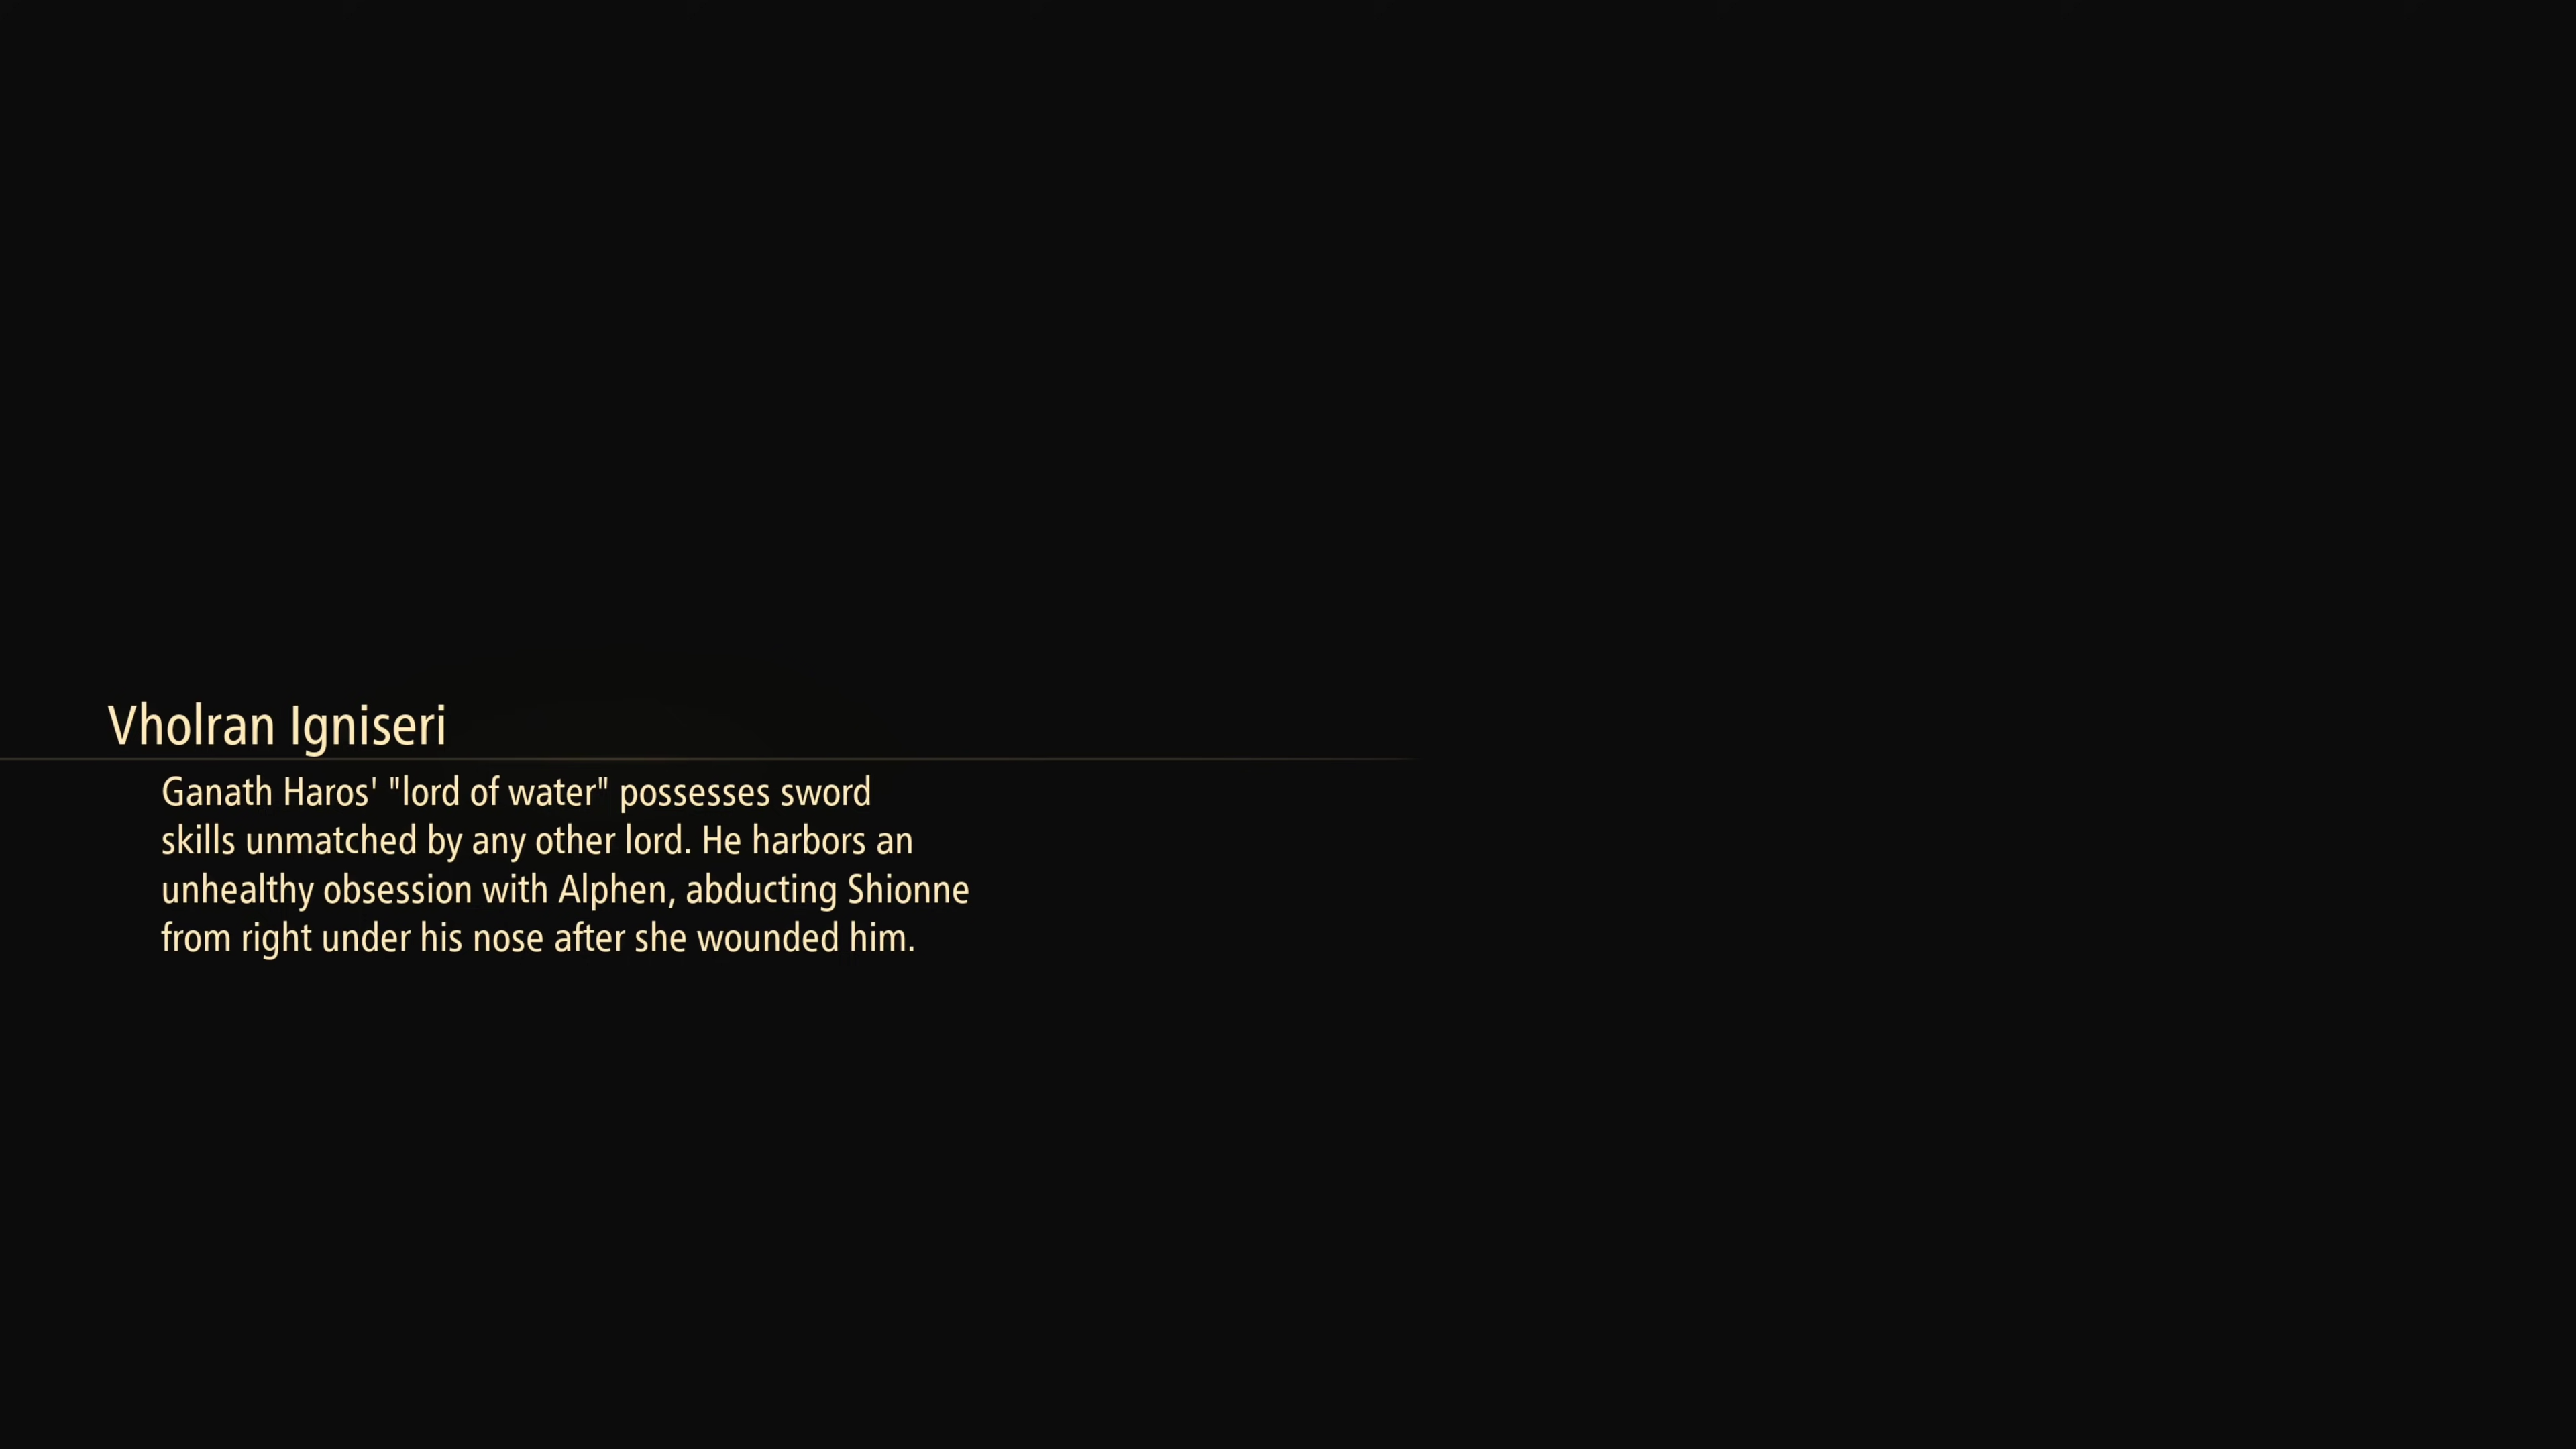 Vholran Igniseri
Ganath Haros' "lord of water" possesses sword
skills unmatched by any other lord. He harbors an
unhealthy obsession with Alphen, abducting Shionne
from right under his nose after she wounded him.